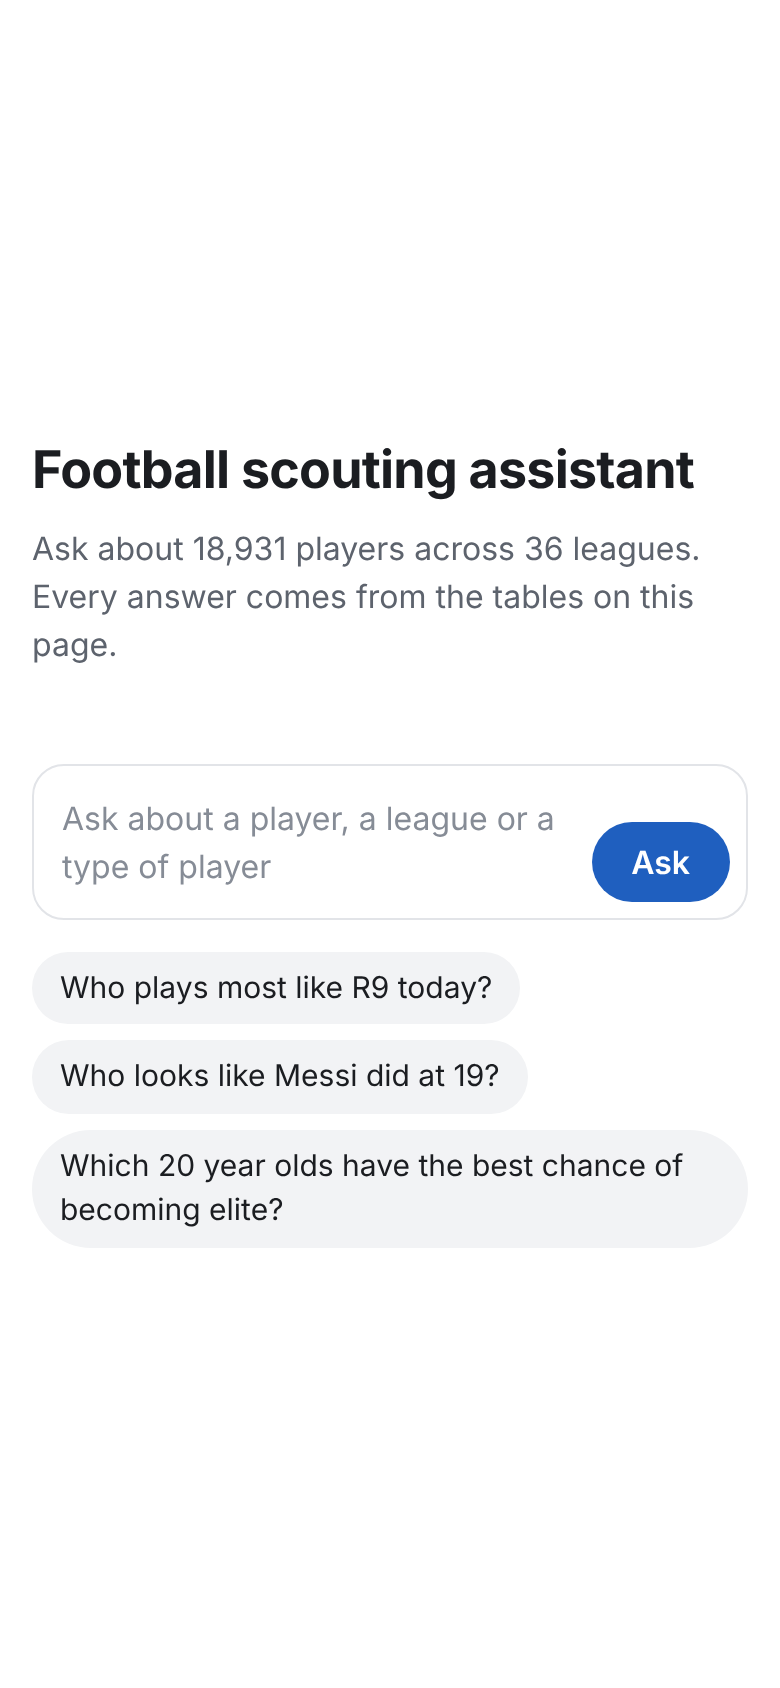 Football scouting assistant
Ask about 18,931 players across 36 leagues.
Every answer comes from the tables on this
page.
Ask about a player, a league or a
type of player
Ask
Who plays most like R9 today?
Who looks like Messi did at 19?
Which 20 year olds have the best chance of
becoming elite?